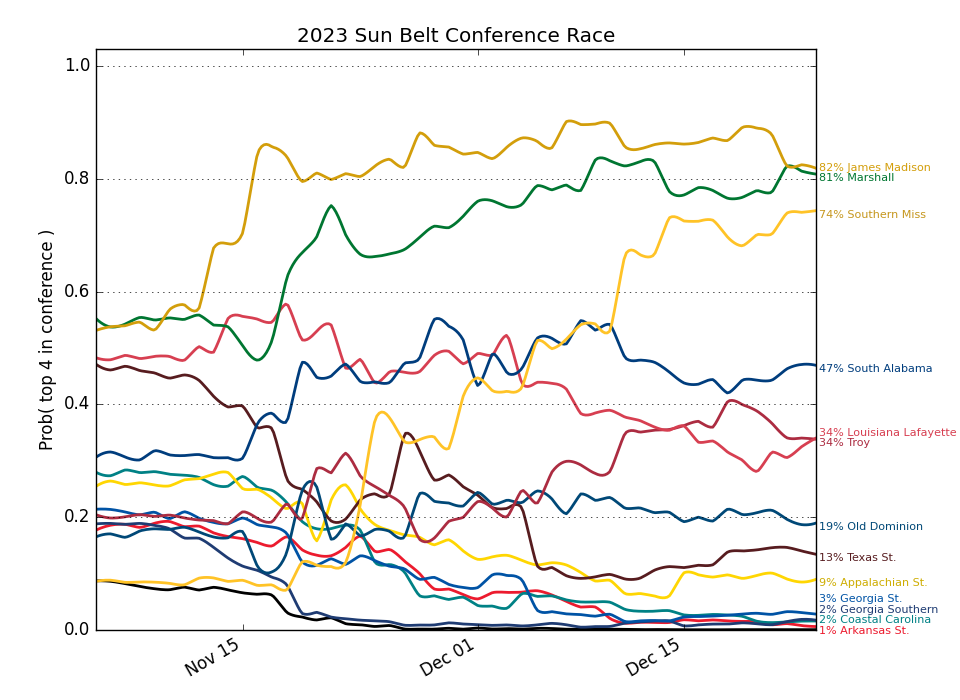 2023 Sun Belt Conference Race
Prob( top 4 in conference )
1.0
0.8
0.6
0.4
0.2
0.0
Nov 15
Dec 01
Dec 15
82% James Madison
81% Marshall
74% Southern Miss
47% South Alabama
34% Louisiana Lafayette
34% Troy
19% Old Dominion
13% Texas St.
9% Appalachian St.
3% Georgia St.
2% Georgia Southern
2% Coastal Carolina
1% Arkansas St.